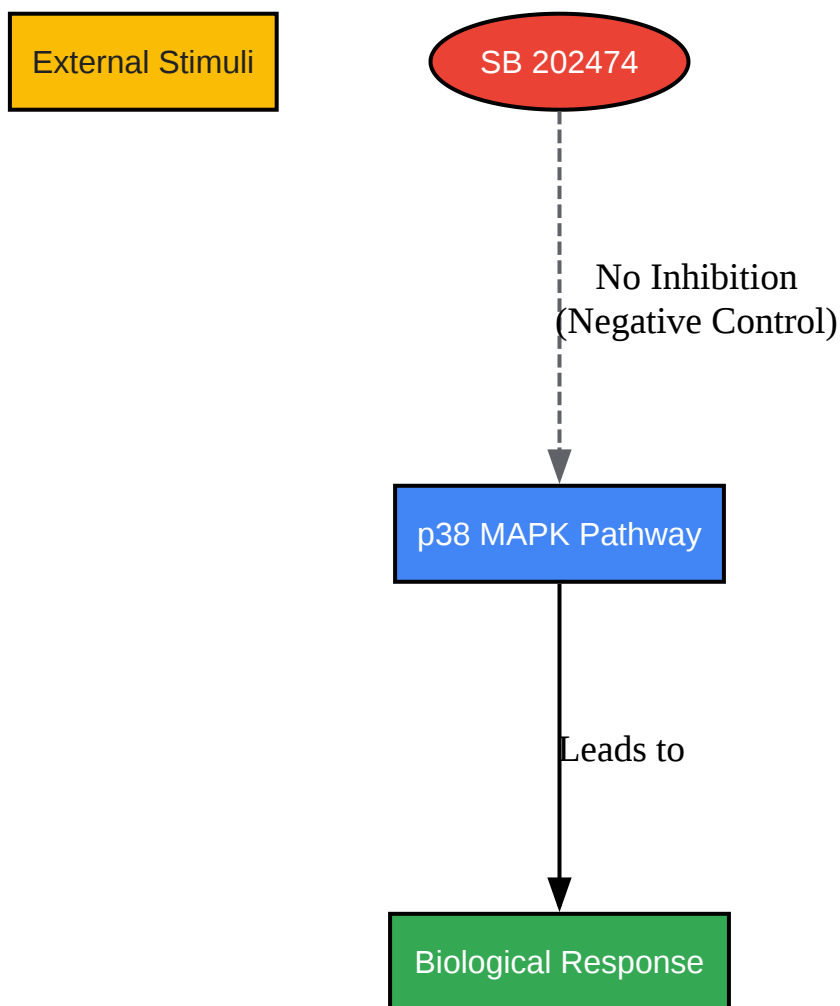 External Stimuli
SB 202474
No Inhibition
(Negative Control)
p38 MAPK Pathway
Leads to
Biological Response